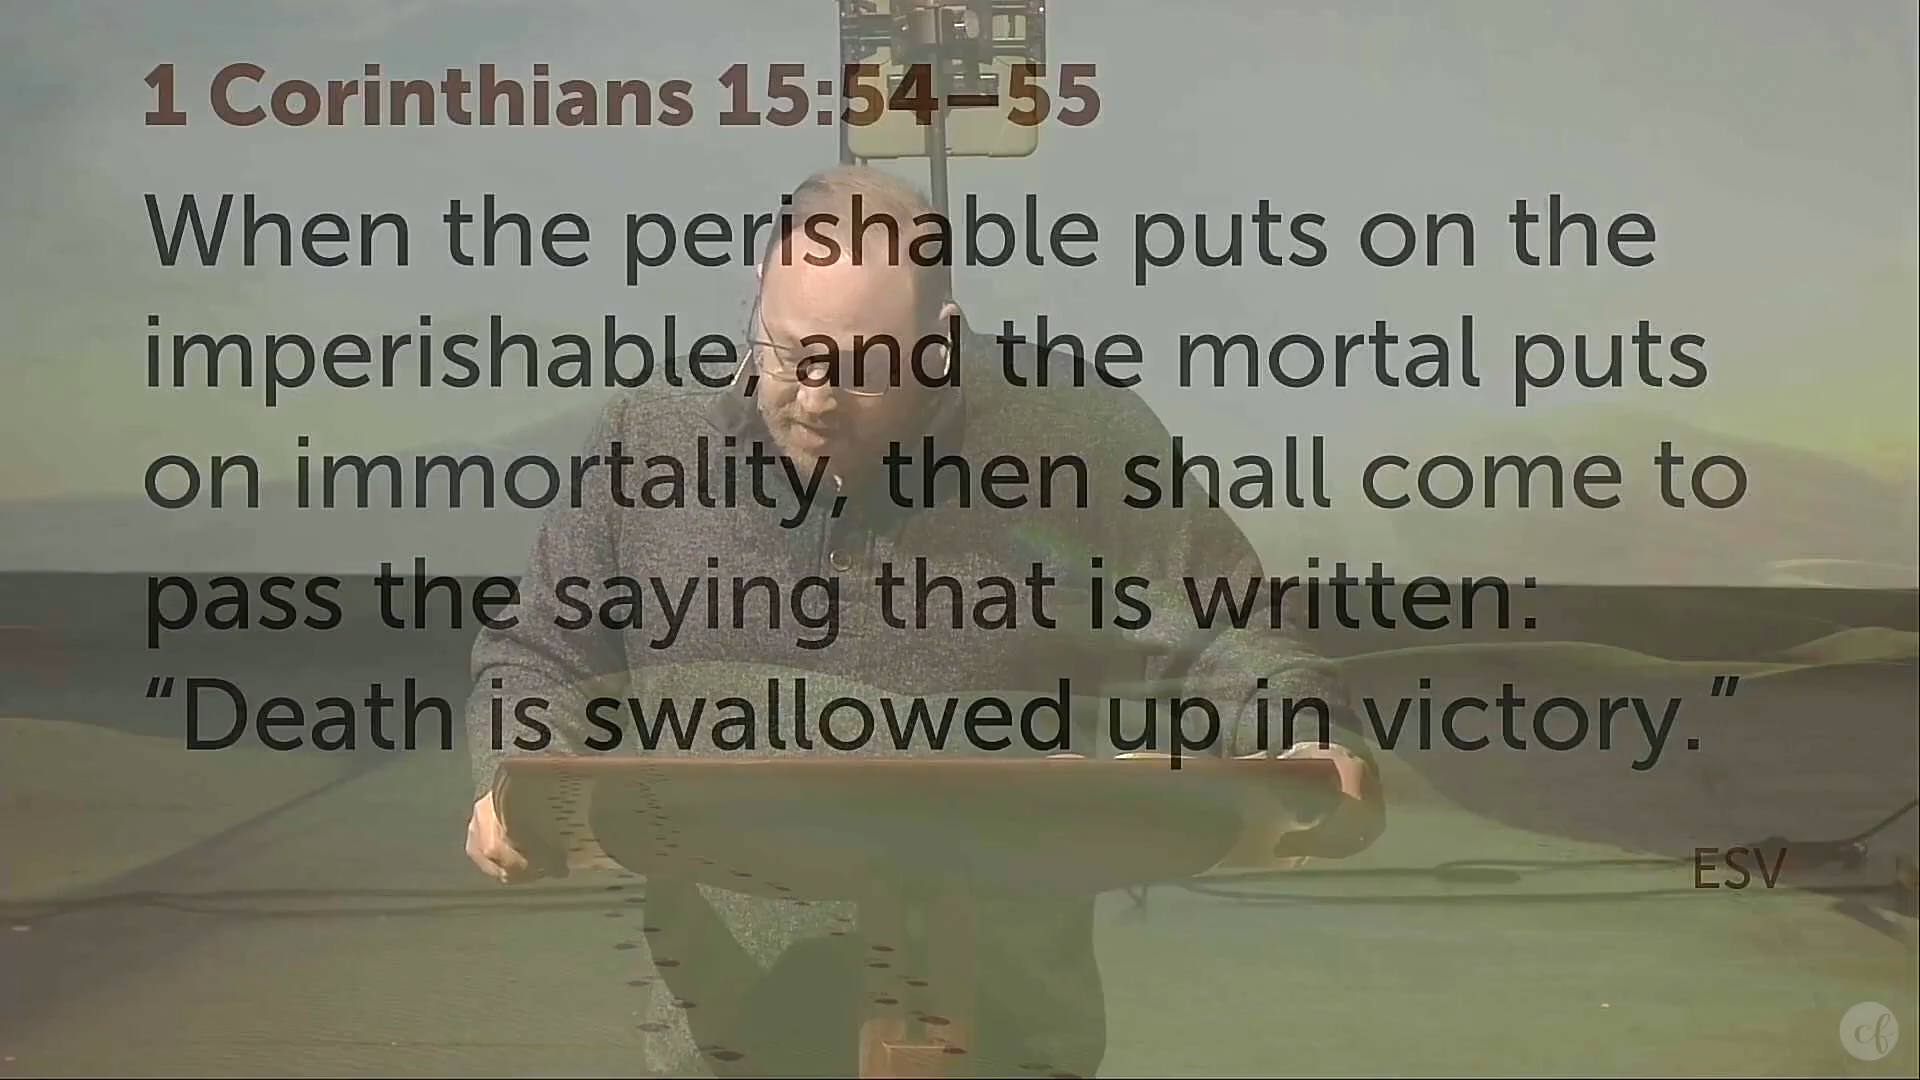 1 Corinthians 15:54–55
When the perishable puts on the
imperishable, and the mortal puts
on immortality, then shall come to
pass the saying that is written:
“Death is swallowed up in victory.”
ESV
cf